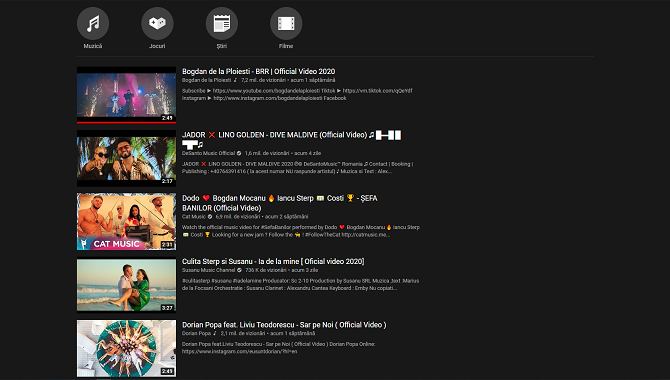 Muzică Jocuri Știri Filme
Bogdan de la Ploiesti - BRR | Official Video 2020
Bogdan de la Ploiesti ♪ 7,2 mil. de vizionări • acum 1 săptămână
Subscribe ► https://www.youtube.com/bogdandelaploiesti Tiktok ► https://vm.tiktok.com/qQeYdf
Instagram ► http://www.instagram.com/bogdandelaploiesti Facebook
2:49
JADOR ❌ LINO GOLDEN - DIVE MALDIVE (Official Video) ♫
DeSanto Music Official 1,6 mil. de vizionări • acum 4 zile
JADOR ❌ LINO GOLDEN - DIVE MALDIVE 2020 ℗© DeSantoMusic™ Romania ♫ Contact | Booking |
Publishing : +40764391416 ( la acest numar NU raspunde artistul) ♪ Muzica si Text : Alex...
2:17
Dodo ❤️ Bogdan Mocanu 🔥 Iancu Sterp 💵 Costi 🏆 - ȘEFA
BANILOR (Official Video)
Cat Music 6,9 mil. de vizionări • acum 2 săptămâni
Watch the official music video for #SefaBanilor performed by Dodo ❤️ Bogdan Mocanu 🔥 Iancu Sterp
💵 Costi 🏆 Looking for a new jam ? Follow the 🐈 ! #FollowTheCat http://catmusic.mo...
CAT MUSIC
2:31
Culita Sterp si Susanu - Ia de la mine [ Oficial video 2020]
Susanu Music Channel 736 K de vizionări • acum 3 zile
#culitasterp #susanu #iadelamine Producator: Sc 2-10 Production by Susanu SRL Muzica ,text :Marius
de la Focsani Orchestratie : Susanu Clarinet : Alexandru Cantea Keyboard : Emby Nu copiati...
3:27
Dorian Popa feat. Liviu Teodorescu - Sar pe Noi ( Official Video )
Dorian Popa ♪ 2,1 mil. de vizionări • acum 1 săptămână
Dorian Popa feat.Liviu Teodorescu - Sar pe Noi ( Official Video ) Dorian Popa Online:
https://www.instagram.com/eusuntdorian/?hl=en
2:49